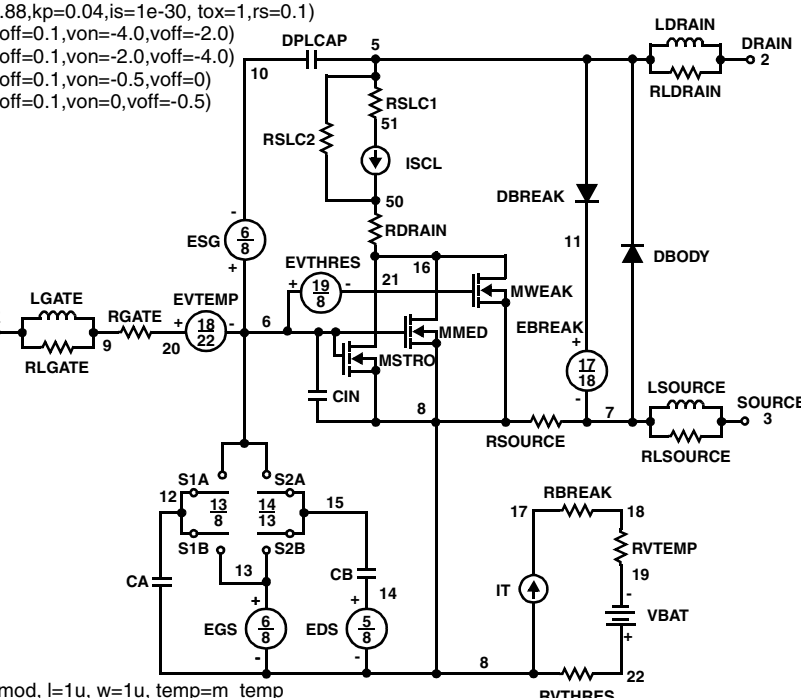 .88,kp=0.04,is=1e-30, tox=1,rs=0.1)
off=0.1,von=-4.0,voff=-2.0)
off=0.1,von=-2.0,voff=-4.0)
off=0.1,von=-0.5,voff=0)
off=0.1,von=0,voff=-0.5)
LDRAIN
DPLCAP 5
DRAIN
2
10
RLDRAIN
RSLC1
51
RSLC2
ISCL
DBREAK
50
RDRAIN
ESG 6 8
- +
11
DBODY
EVTHRES
+ 19 8 -
16
21
MWEAK
LGATE
EVTEMP
RGATE
+ 18 22 -
6
MMED
EBREAK
+
17 18
-
9
20
RLGATE
MSTRO
CIN
LSOURCE
SOURCE
3
8
7
RSOURCE
RLSOURCE
S1A
S2A
12
13 8
14 13
15
S1B
S2B
13
CA
CB
14
+
EGS 6 8
-
+
EDS 5 8
-
RBREAK
17
18
RVTEMP
19
IT
-
VBAT
+
8
22
RVTHRES
mod, l=1u, w=1u, temp=m_temp